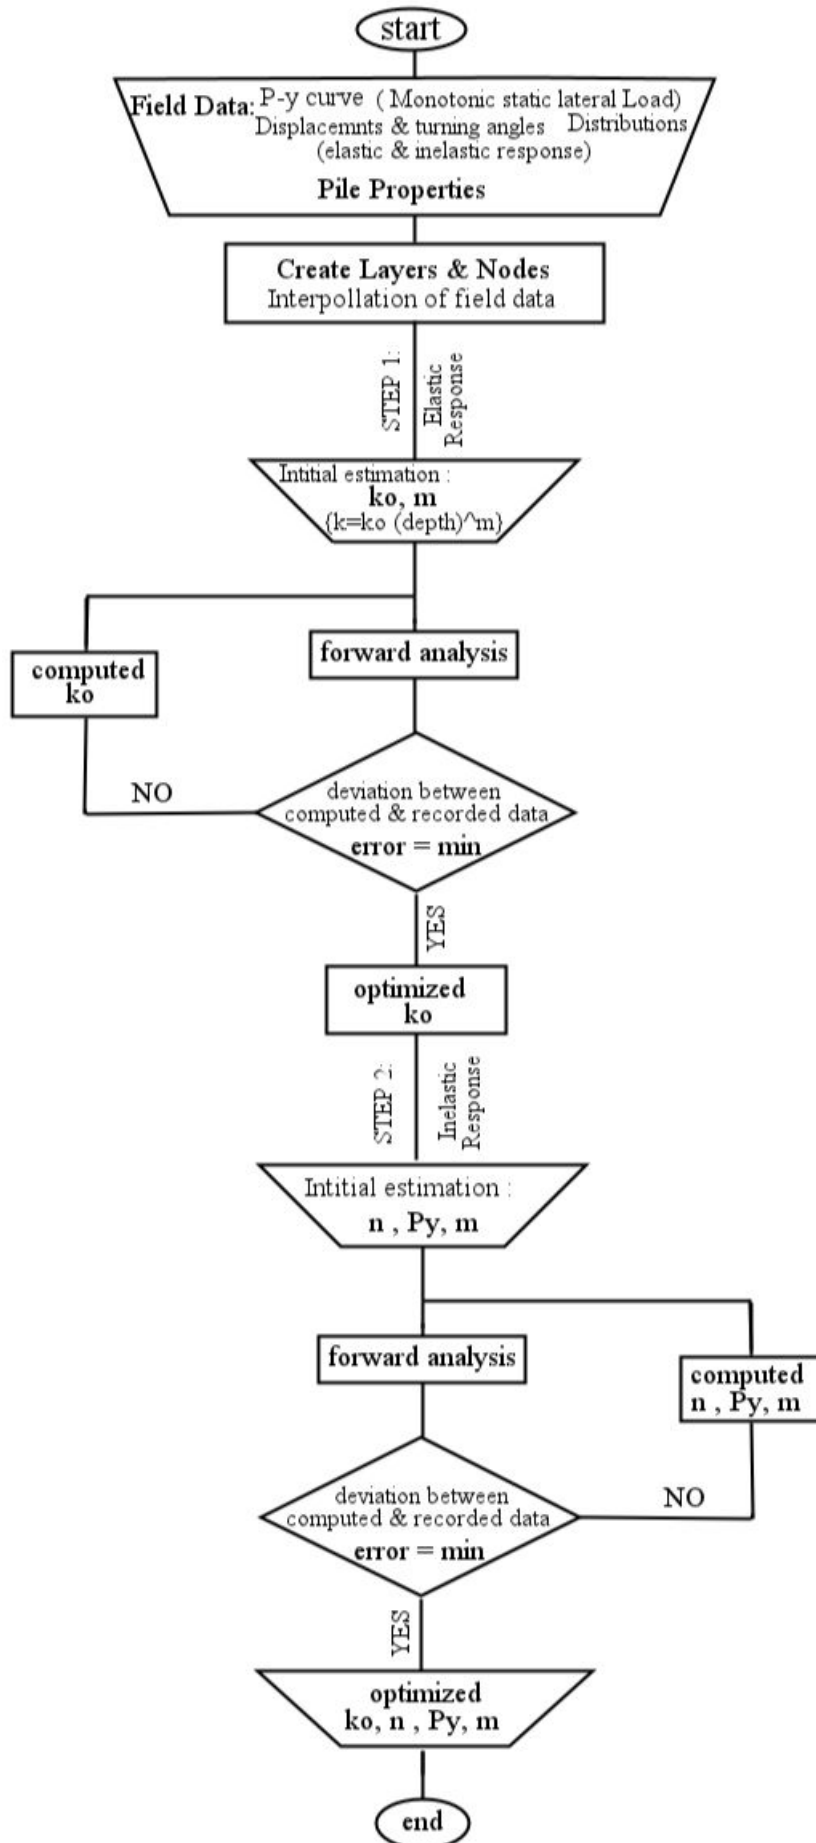 start
Field Data: P-y curve ( Monotonic static lateral Load)
Displacemnts & turning angles Distributions
(elastic & inelastic response)
Pile Properties
Create Layers & Nodes
Interpollation of field data
STEP 1:
Elastic
Response
Intitial estimation :
ko, m
{k=ko (depth)^m}
forward analysis
computed
ko
deviation between
computed & recorded data
error = min
NO
YES
optimized
ko
STEP 2:
Inelastic
Response
Intitial estimation :
n , Py, m
forward analysis
computed
n , Py, m
deviation between
computed & recorded data
error = min
NO
YES
optimized
ko, n , Py, m
end